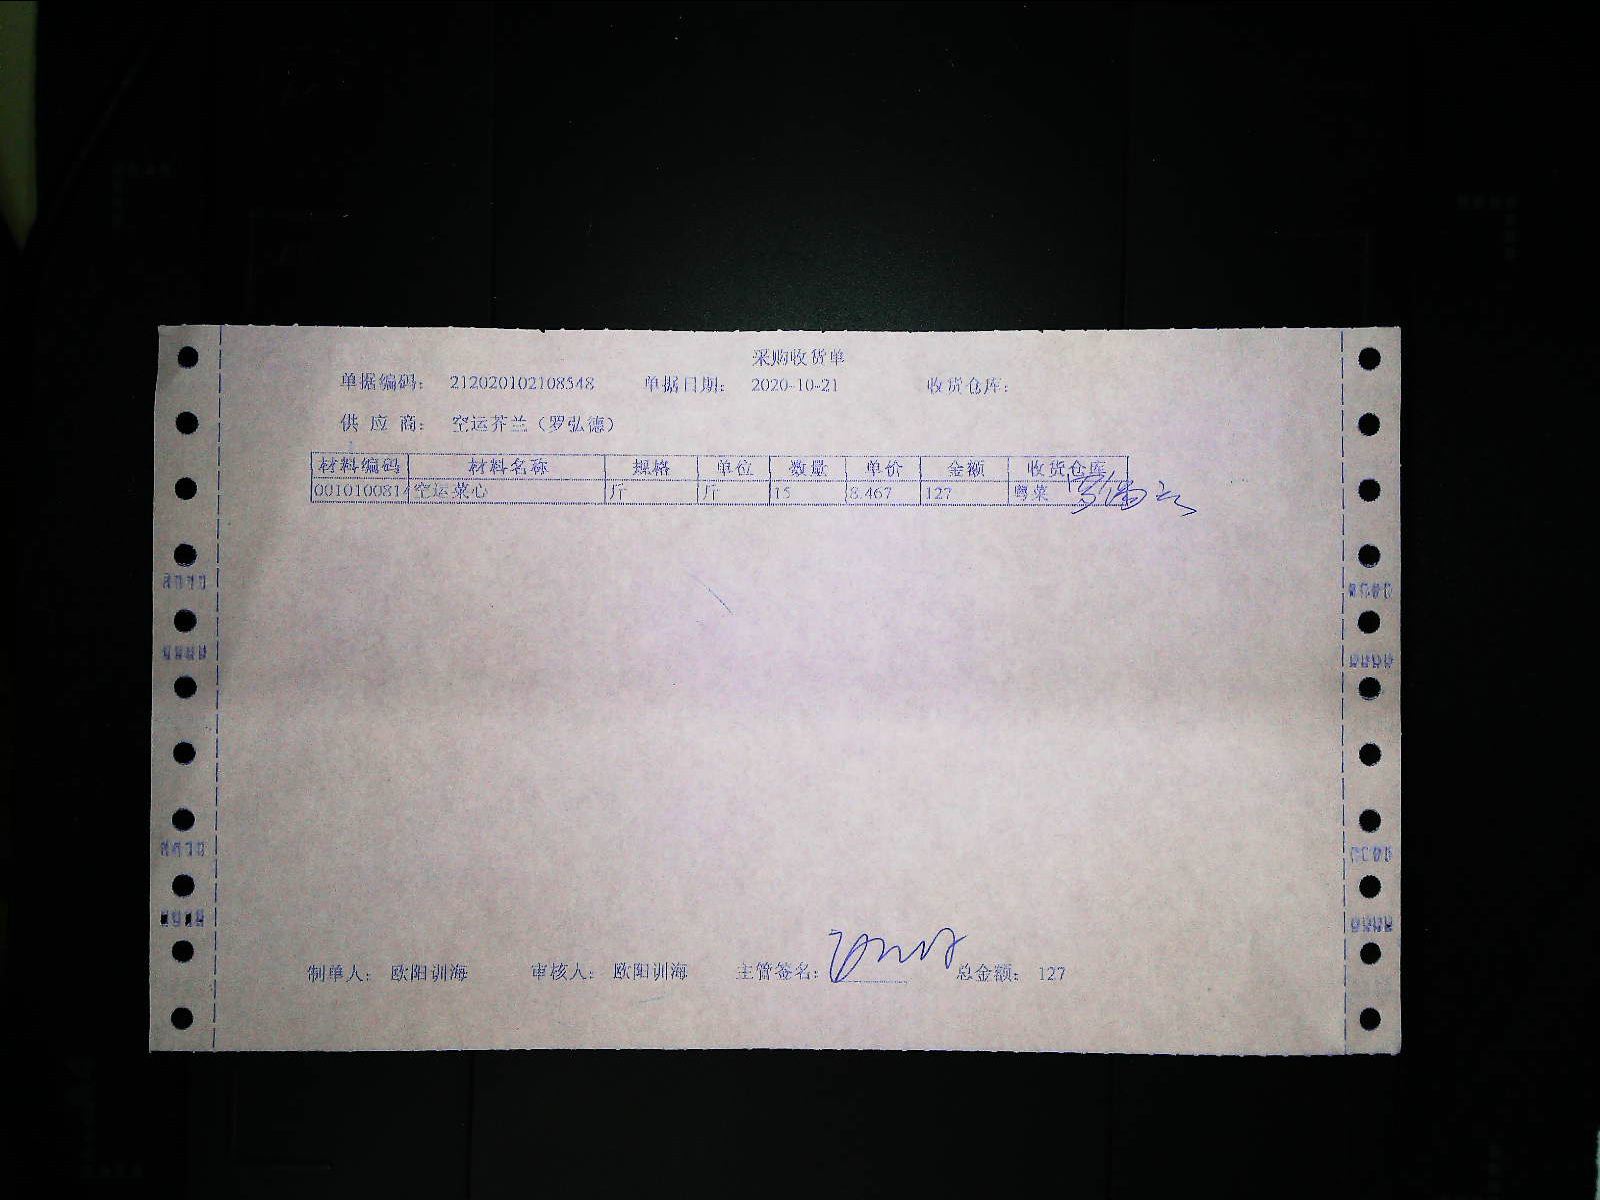 采购收货单
单据编码： 212020102108548 单据日期： 2020-10-21 收货仓库：
供 应 商： 空运芥兰（罗弘德）
材料编码 材料名称 规格 单位 数量 单价 金额 收货仓库
0010100814 空运菜心 斤 斤 15 8.467 127 粤菜
制单人： 欧阳训海 审核人： 欧阳训海 主管签名： 总金额： 127